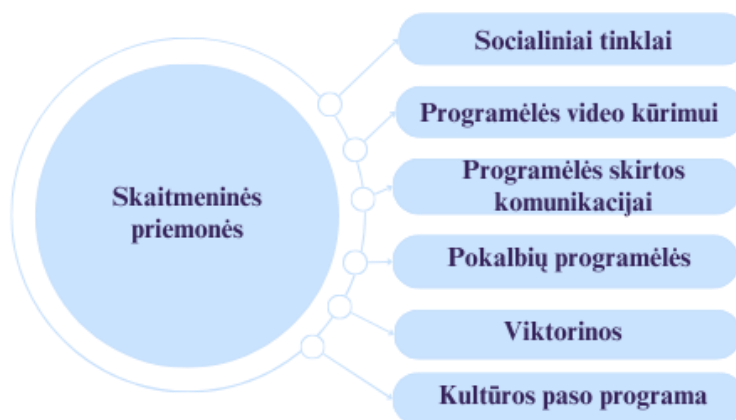 Skaitmeninės
priemonės
Socialiniai tinklai
Programėlės video kūrimui
Programėlės skirtos
komunikacijai
Pokalbių programėlės
Viktorinos
Kultūros paso programa